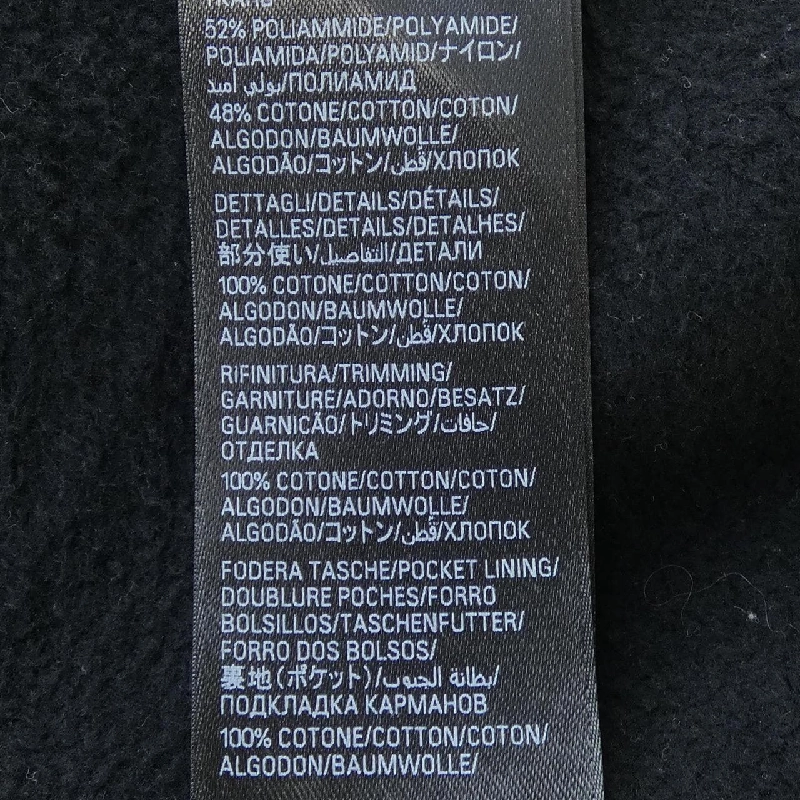 52% POLIAMMIDE/POLYAMIDE/
POLIAMIDA/POLYAMID/ナイロン/
بولي أميد/ПОЛИАМИД
48% COTONE/COTTON/COTON/
ALGODON/BAUMWOLLE/
ALGODÃO/コットン/قُطن/ХЛОПОК
DETTAGLI/DETAILS/DÉTAILS/
DETALLES/DETAILS/DETALHES/
部分使い/التفاصيل/ДЕТАЛИ
100% COTONE/COTTON/COTON/
ALGODON/BAUMWOLLE/
ALGODÃO/コットン/قُطن/ХЛОПОК
RIFINITURA/TRIMMING/
GARNITURE/ADORNO/BESATZ/
GUARNICÃO/トリミング/حافات/
ОТДЕЛКА
100% COTONE/COTTON/COTON/
ALGODON/BAUMWOLLE/
ALGODÃO/コットン/قُطن/ХЛОПОК
FODERA TASCHE/POCKET LINING/
DOUBLURE POCHES/FORRO
BOLSILLOS/TASCHENFUTTER/
FORRO DOS BOLSOS/
裏地(ポケット)/بطانة الجيوب/
ПОДКЛАДКА КАРМАНОВ
100% COTONE/COTTON/COTON/
ALGODON/BAUMWOLLE/